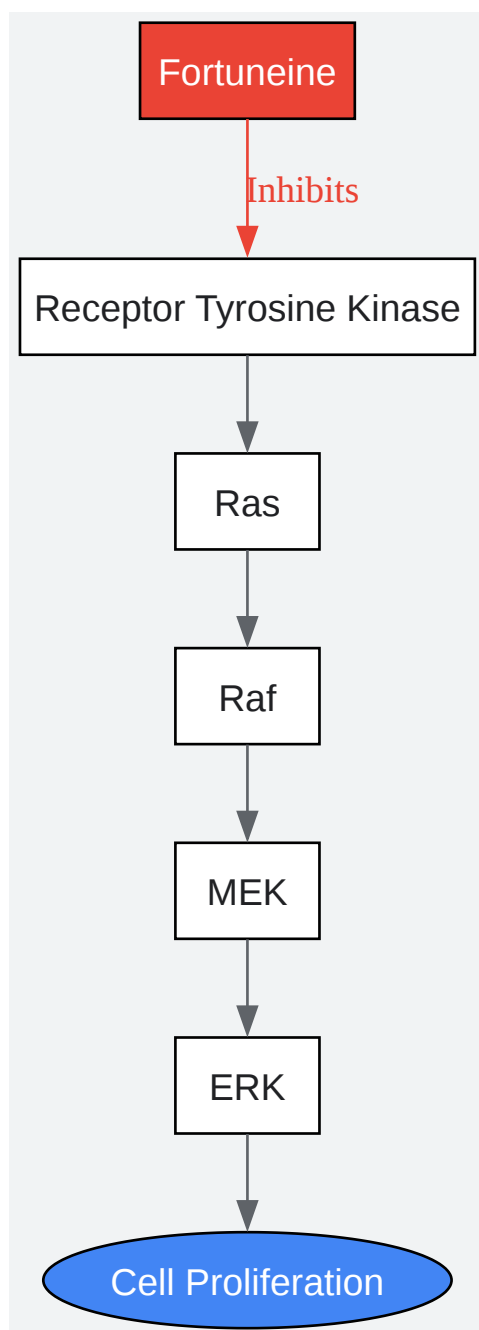 Fortuneine
Inhibits
Receptor Tyrosine Kinase
Ras
Raf
MEK
ERK
Cell Proliferation